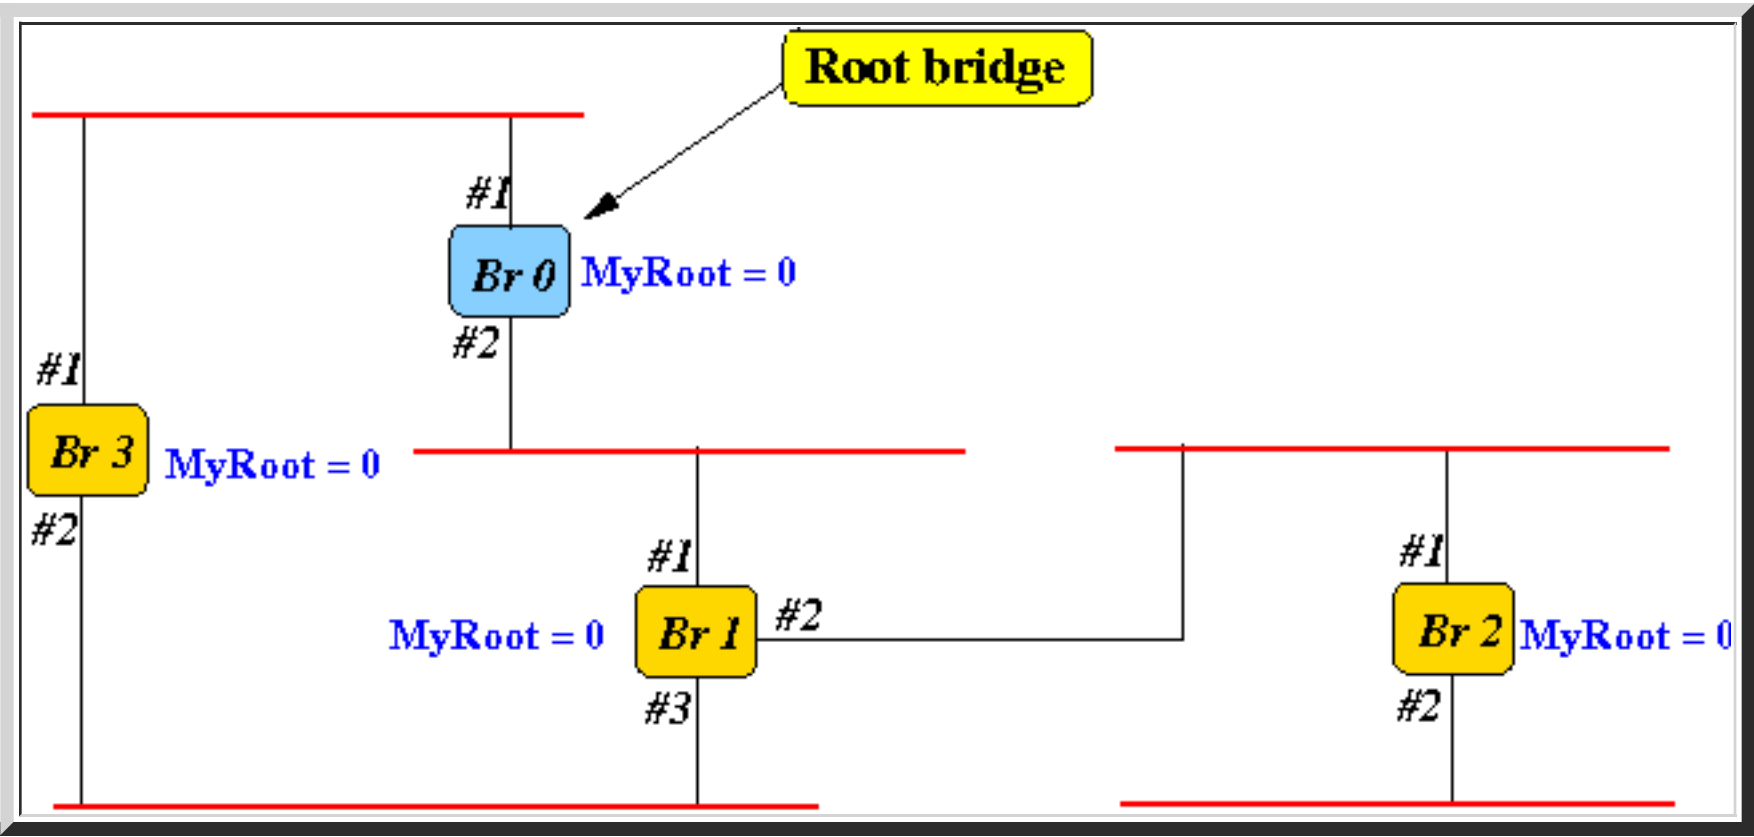 Root bridge
#1
Br 0 MyRoot = 0
#2
#1
Br 3 MyRoot = 0
#2
#1
#1
MyRoot = 0 Br 1 #2
Br 2 MyRoot = 0
#3
#2